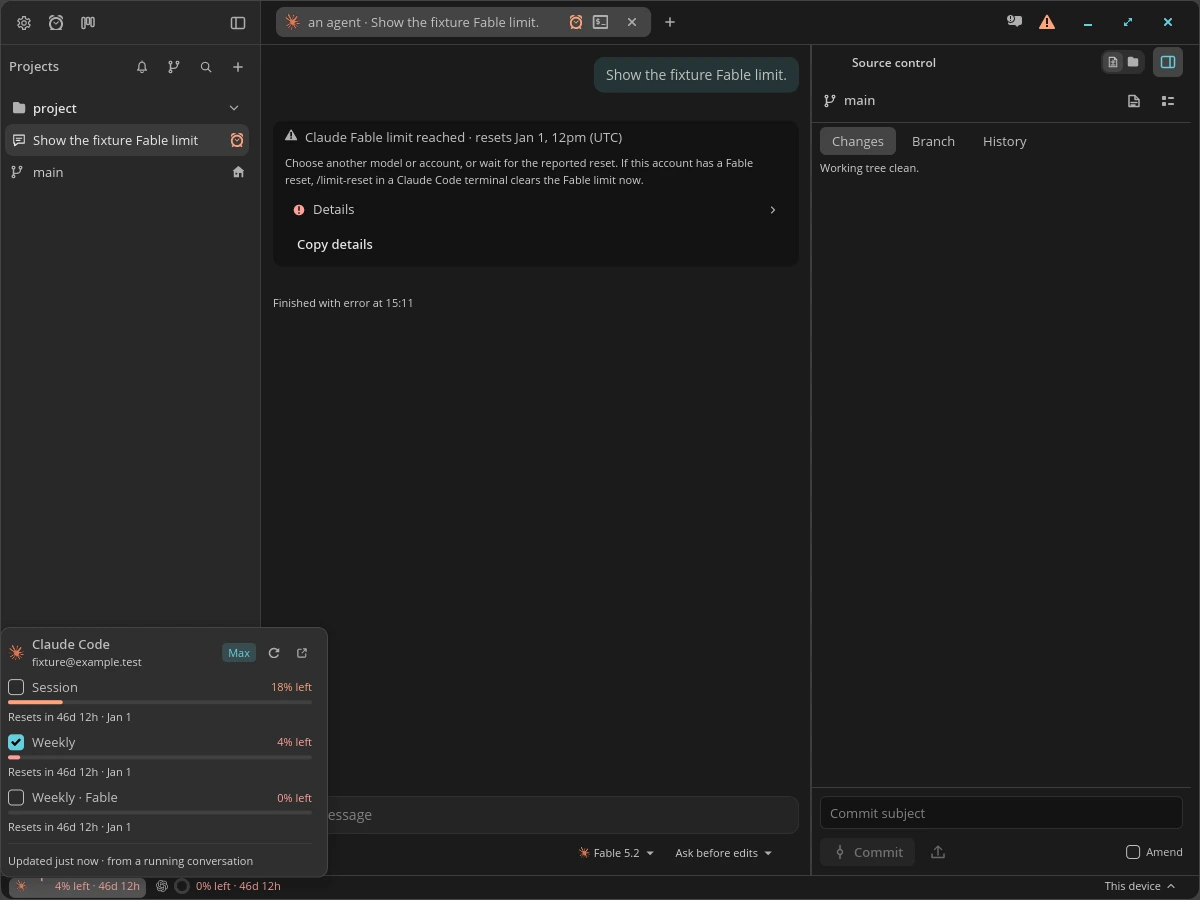 an agent · Show the fixture Fable limit.
Projects
project
Show the fixture Fable limit
main
Show the fixture Fable limit.
Claude Fable limit reached · resets Jan 1, 12pm (UTC)
Choose another model or account, or wait for the reported reset. If this account has a Fable
reset, /limit-reset in a Claude Code terminal clears the Fable limit now.
Details
Copy details
Finished with error at 15:11
Source control
main
Changes Branch History
Working tree clean.
Claude Code
fixture@example.test
Max
Session 18% left
Resets in 46d 12h · Jan 1
Weekly 4% left
Resets in 46d 12h · Jan 1
Weekly · Fable 0% left
Resets in 46d 12h · Jan 1
Updated just now · from a running conversation
essage
Fable 5.2 Ask before edits
Commit subject
Commit Amend
4% left · 46d 12h 0% left · 46d 12h
This device